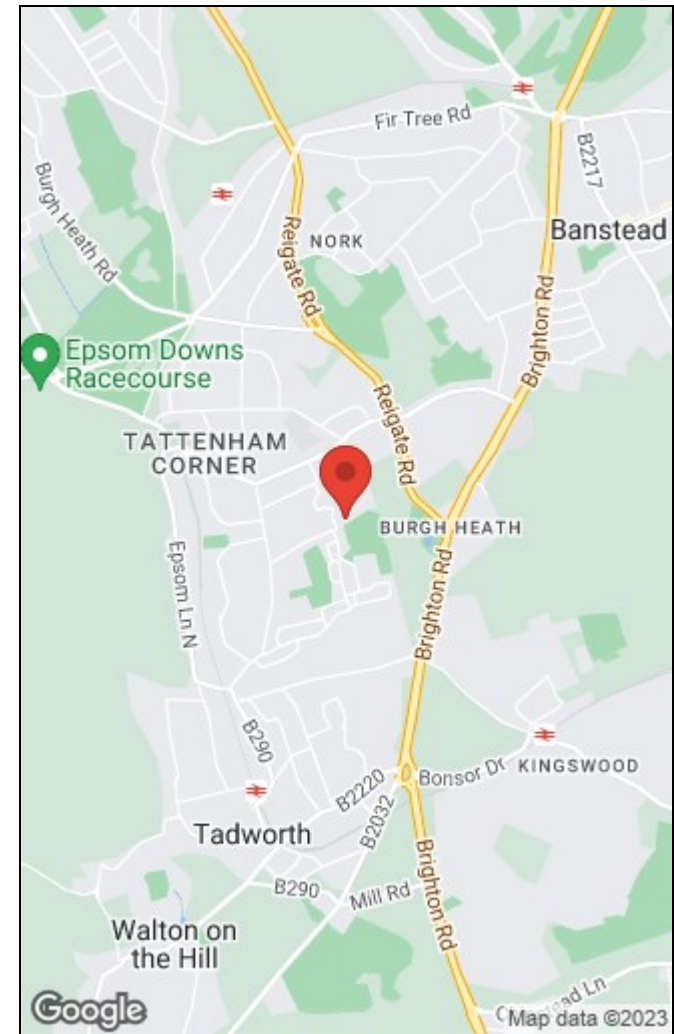 Fir Tree Rd
B2217
Burgh Heath Rd
NORK
Banstead
Reigate Rd
Epsom Downs
Racecourse
Brighton Rd
Reigate Rd
TATTENHAM
CORNER
BURGH HEATH
Epsom Ln N
Brighton Rd
B290
B2220
Bonsor Dr
KINGSWOOD
B2032
Tadworth
Brighton Rd
B290
Mill Rd
Walton on
the Hill
Google
Map data ©2023